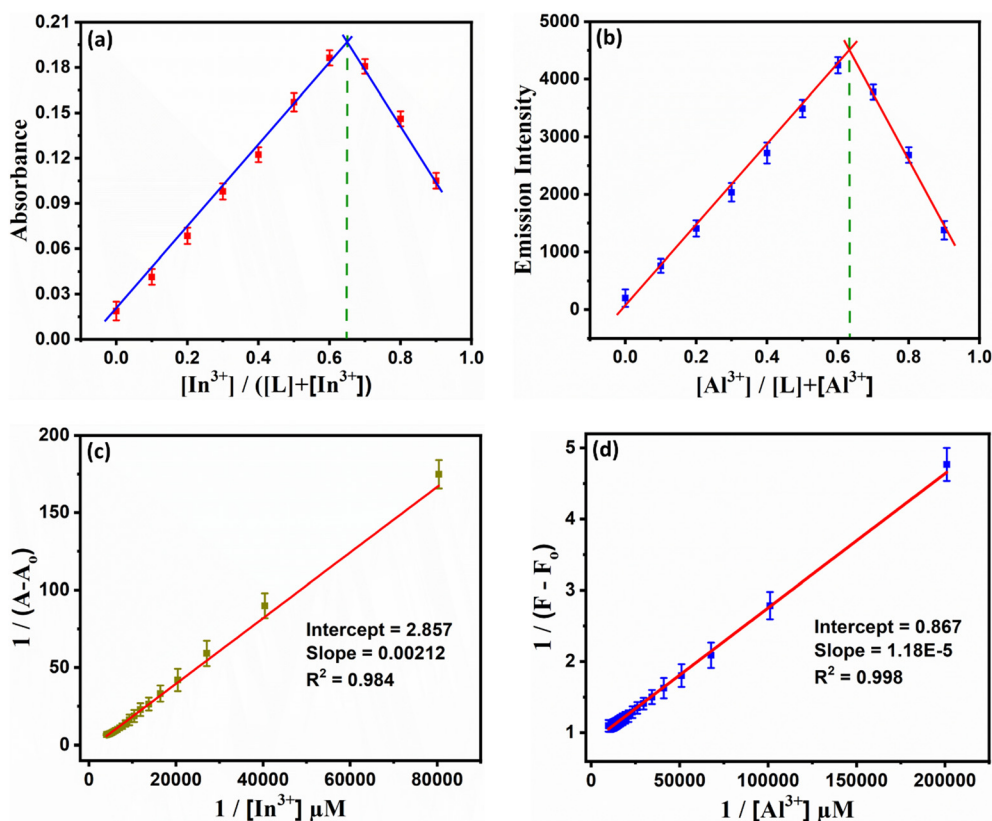 (a)
Absorbance
0.21
0.18
0.15
0.12
0.09
0.06
0.03
0.00
0.0 0.2 0.4 0.6 0.8 1.0
[In³⁺] / ([L]+[In³⁺])
(b)
Emission Intensity
5000
4000
3000
2000
1000
0
0.0 0.2 0.4 0.6 0.8 1.0
[Al³⁺] / [L]+[Al³⁺]
(c)
1 / (A-Aₒ)
200
150
100
50
0
Intercept = 2.857
Slope = 0.00212
R² = 0.984
0 20000 40000 60000 80000
1 / [In³⁺] μM
(d)
1 / (F - Fₒ)
5
4
3
2
1
Intercept = 0.867
Slope = 1.18E-5
R² = 0.998
0 50000 100000 150000 200000
1 / [Al³⁺] μM